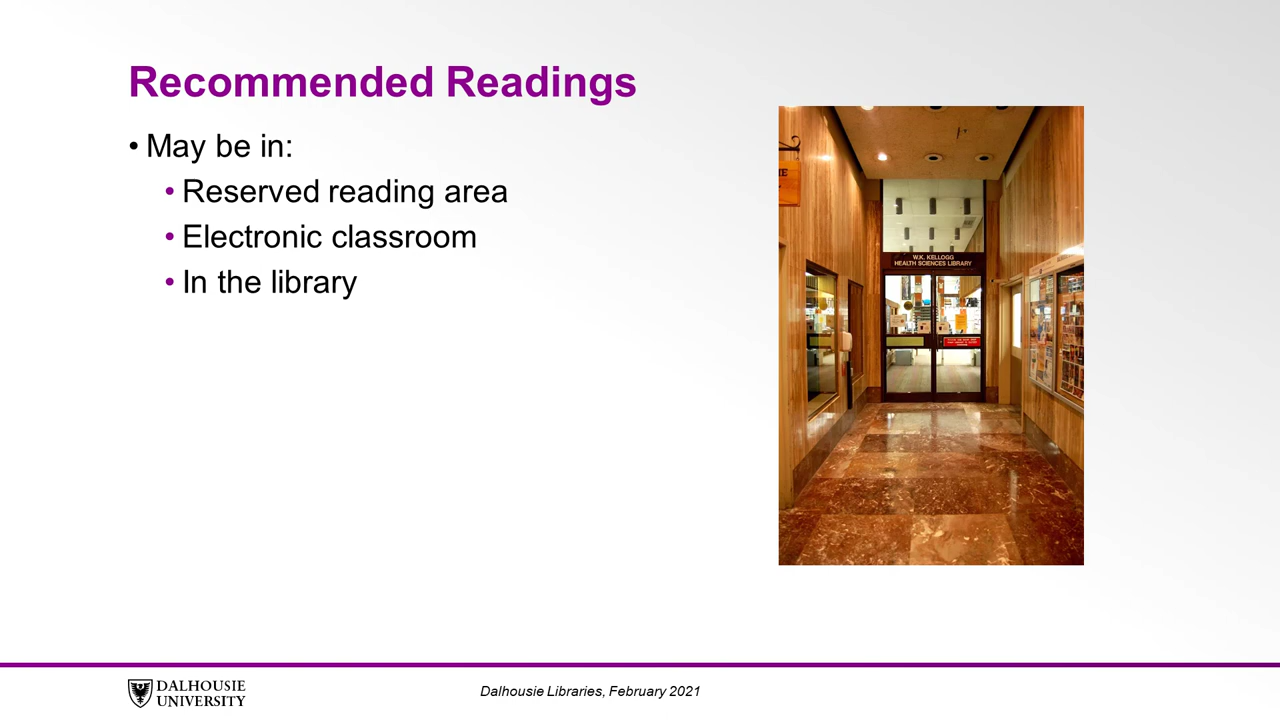 Recommended Readings
• May be in:
• Reserved reading area
• Electronic classroom
• In the library
W.K. KELLOGG
HEALTH SCIENCES LIBRARY
DALHOUSIE
UNIVERSITY
Dalhousie Libraries, February 2021